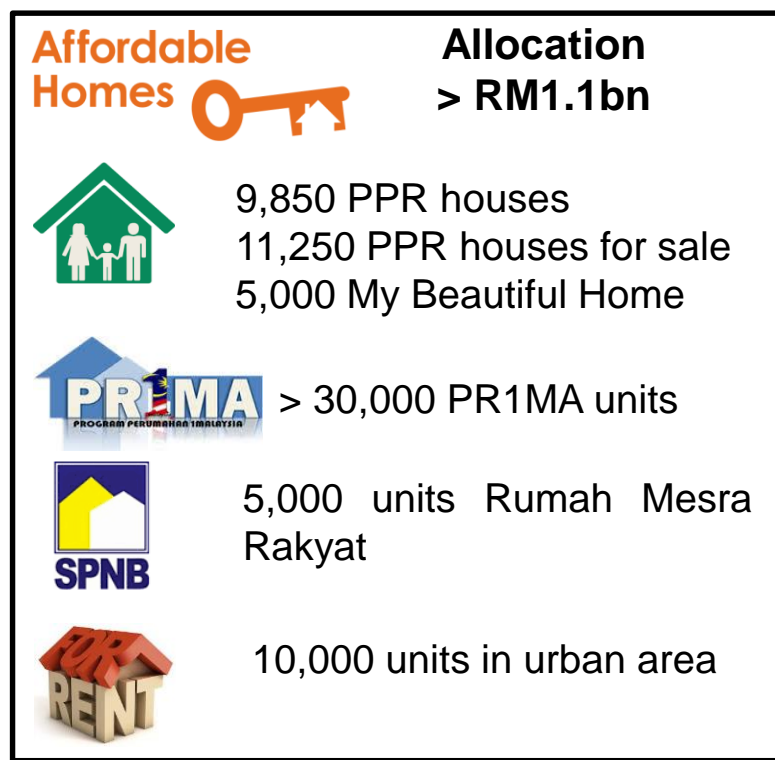 Affordable
Homes
Allocation
> RM1.1bn
9,850 PPR houses
11,250 PPR houses for sale
5,000 My Beautiful Home
PR1MA
PROGRAM PERUMAHAN 1MALAYSIA
> 30,000 PR1MA units
SPNB
5,000 units Rumah Mesra
Rakyat
FOR
RENT
10,000 units in urban area